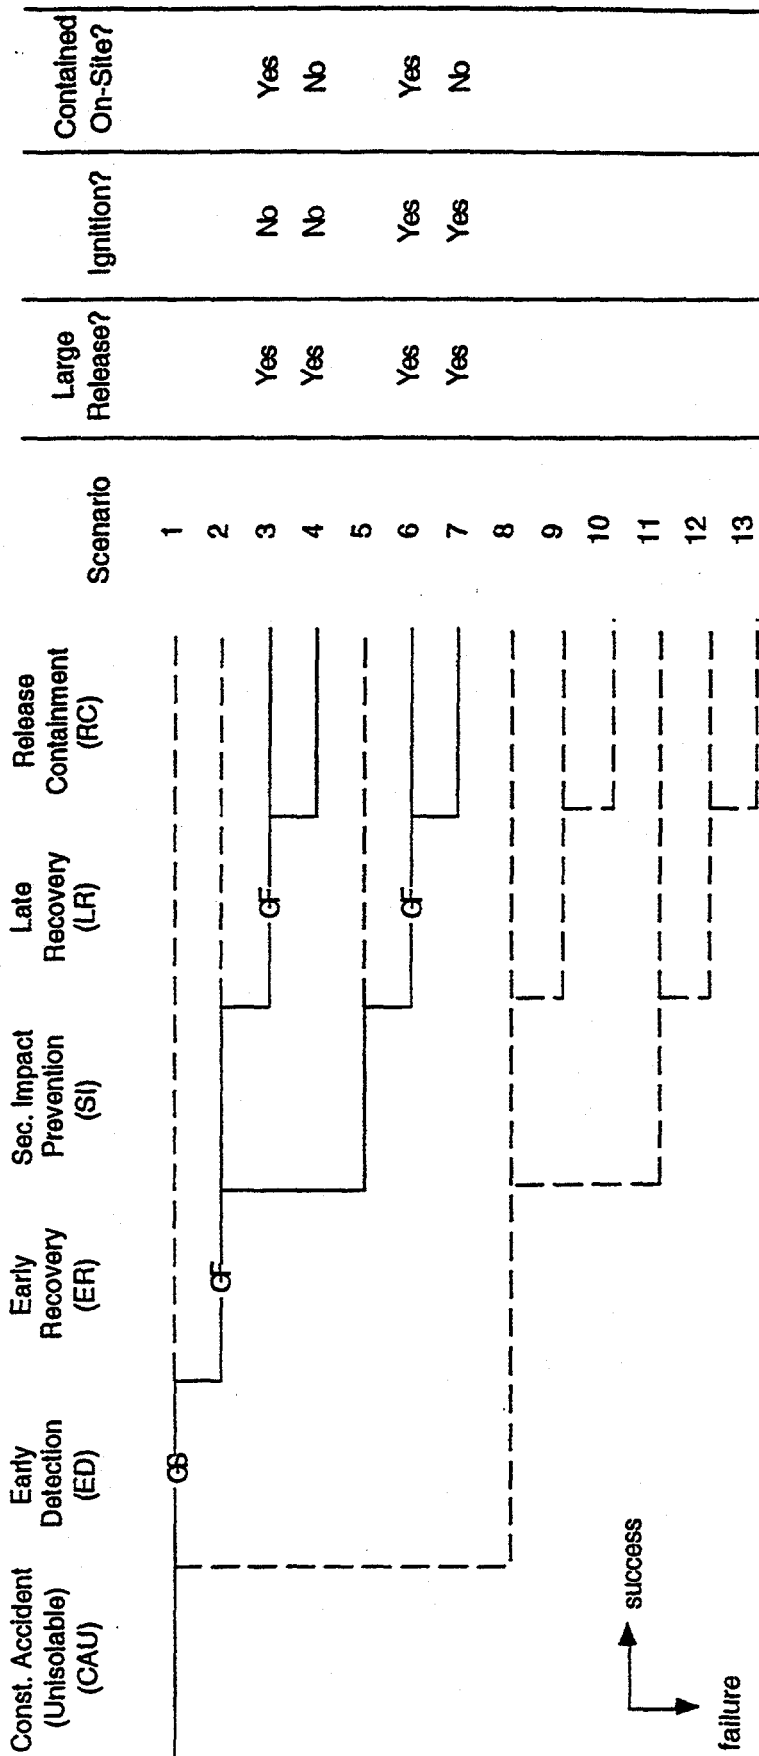 Const. Accident
(Unisolable)
(CAU)
Early
Detection
(ED)
Early
Recovery
(ER)
Sec. Impact
Prevention
(SI)
Late
Recovery
(LR)
Release
Containment
(RC)
Scenario
Large
Release?
Ignition?
Contained
On-Site?
GS
GF
GF
GF
1
2
3 Yes No Yes
4 Yes No No
5
6 Yes Yes Yes
7 Yes Yes No
8
9
10
11
12
13
success
failure